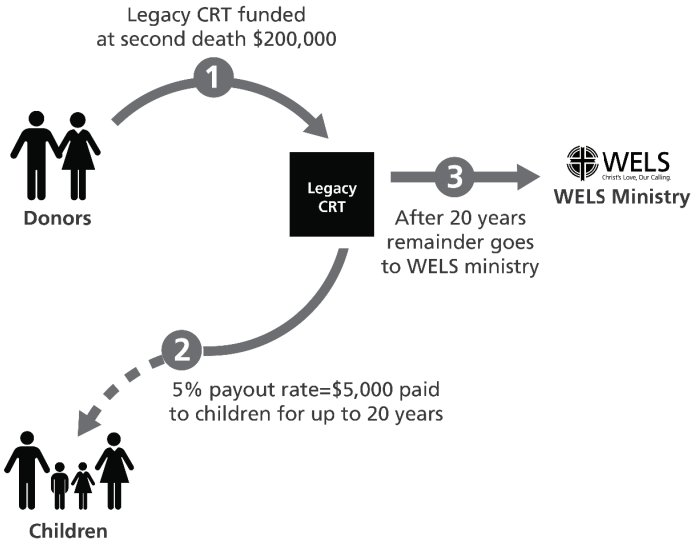 Legacy CRT funded
at second death $200,000
1
Donors
Legacy
CRT
3
WELS
Christ's Love, Our Calling.
WELS Ministry
After 20 years
remainder goes
to WELS ministry
2
5% payout rate=$5,000 paid
to children for up to 20 years
Children